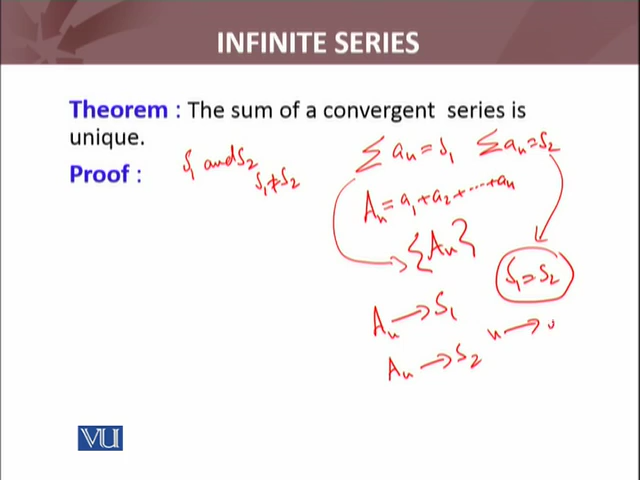 INFINITE SERIES
Theorem : The sum of a convergent series is
unique.
Proof :
S₁ and S₂
S₁≠S₂
∑ aₙ = S₁ ∑ aₙ = S₂
Aₙ = a₁+a₂+⋯+aₙ
{Aₙ}
S₁=S₂
Aₙ → S₁
Aₙ → S₂
n →
VU